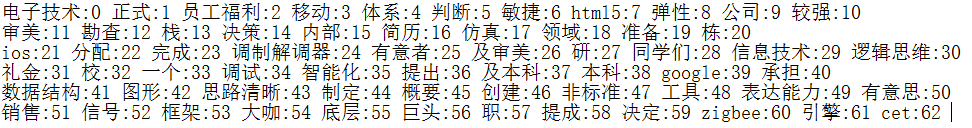 电子技术:0 正式:1 员工福利:2 移动:3 体系:4 判断:5 敏捷:6 html5:7 弹性:8 公司:9 较强:10
审美:11 勘查:12 栈:13 决策:14 内部:15 简历:16 仿真:17 领域:18 准备:19 栋:20
ios:21 分配:22 完成:23 调制解调器:24 有意者:25 及审美:26 研:27 同学们:28 信息技术:29 逻辑思维:30
礼金:31 校:32 一个:33 调试:34 智能化:35 提出:36 及本科:37 本科:38 google:39 承担:40
数据结构:41 图形:42 思路清晰:43 制定:44 概要:45 创建:46 非标准:47 工具:48 表达能力:49 有意思:50
销售:51 信号:52 框架:53 大咖:54 底层:55 巨头:56 职:57 提成:58 决定:59 zigbee:60 引擎:61 cet:62